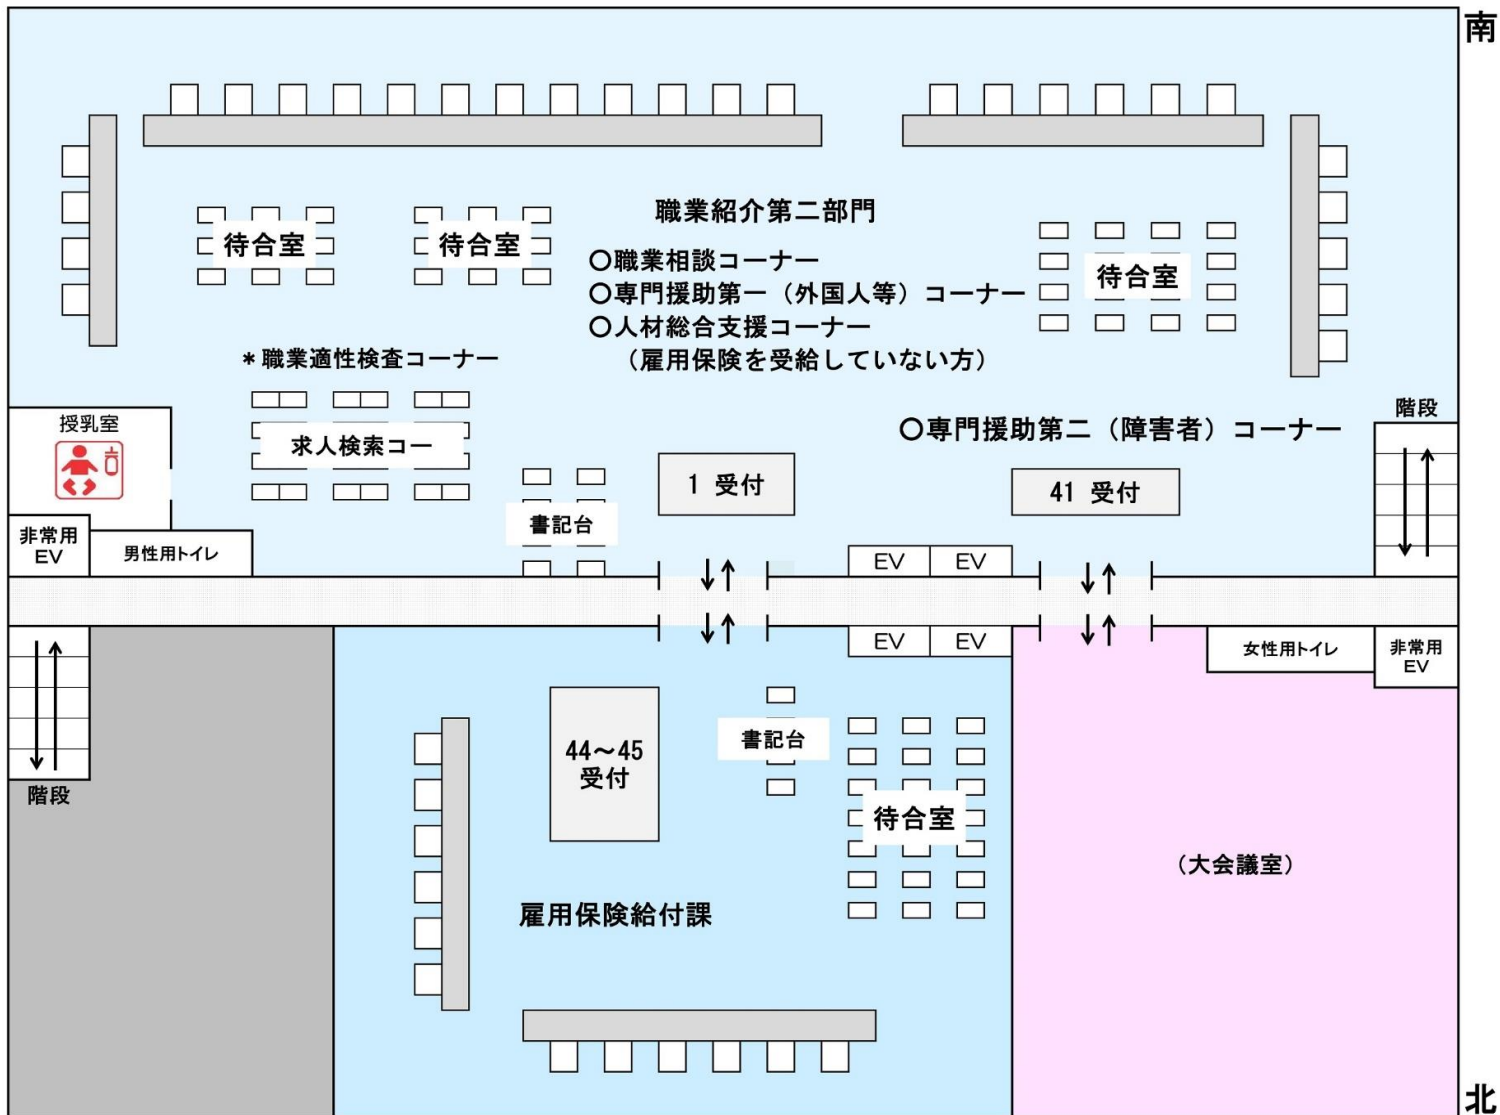 南
職業紹介第二部門
待合室
待合室
○職業相談コーナー
○専門援助第一（外国人等）コーナー
○人材総合支援コーナー
（雇用保険を受給していない方）
待合室
＊職業適性検査コーナー
求人検索コー
○専門援助第二（障害者）コーナー
階段
授乳室
1 受付
41 受付
書記台
非常用
EV
男性用トイレ
EV
EV
EV
EV
女性用トイレ
非常用
EV
階段
44～45
受付
書記台
待合室
雇用保険給付課
（大会議室）
北